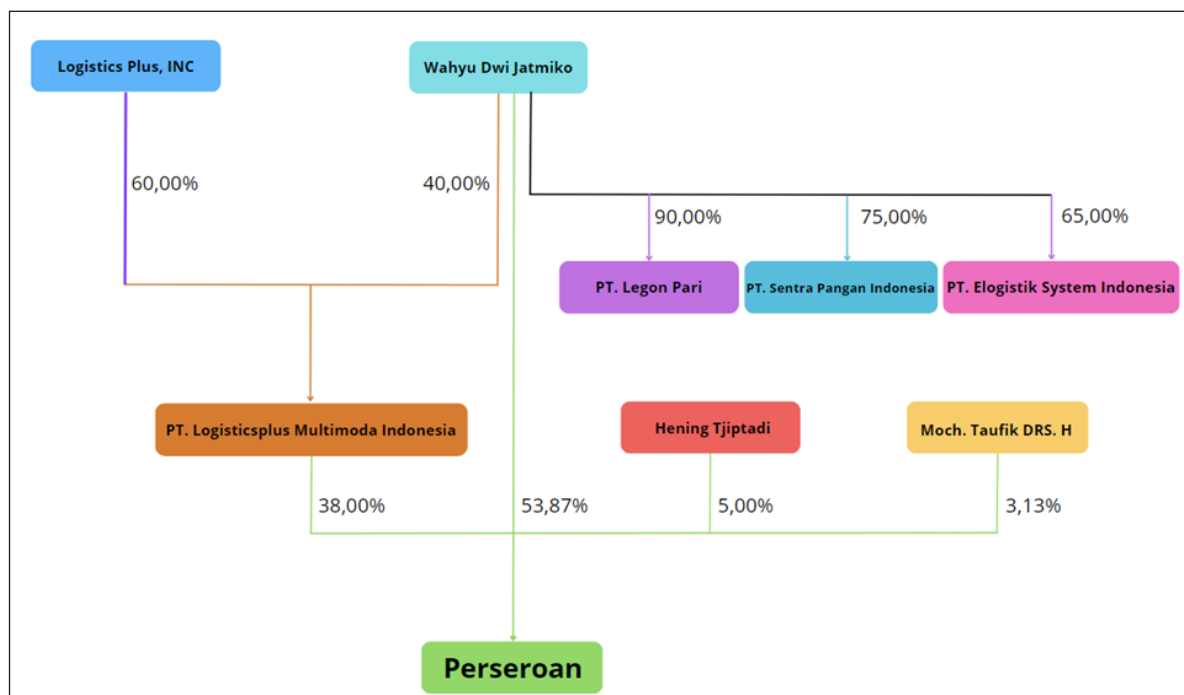 Logistics Plus, INC
Wahyu Dwi Jatmiko
60,00%
40,00%
90,00%
75,00%
65,00%
PT. Legon Pari
PT. Sentra Pangan Indonesia
PT. Elogistik System Indonesia
PT. Logisticsplus Multimoda Indonesia
Hening Tjiptadi
Moch. Taufik DRS. H
38,00%
53,87%
5,00%
3,13%
Perseroan